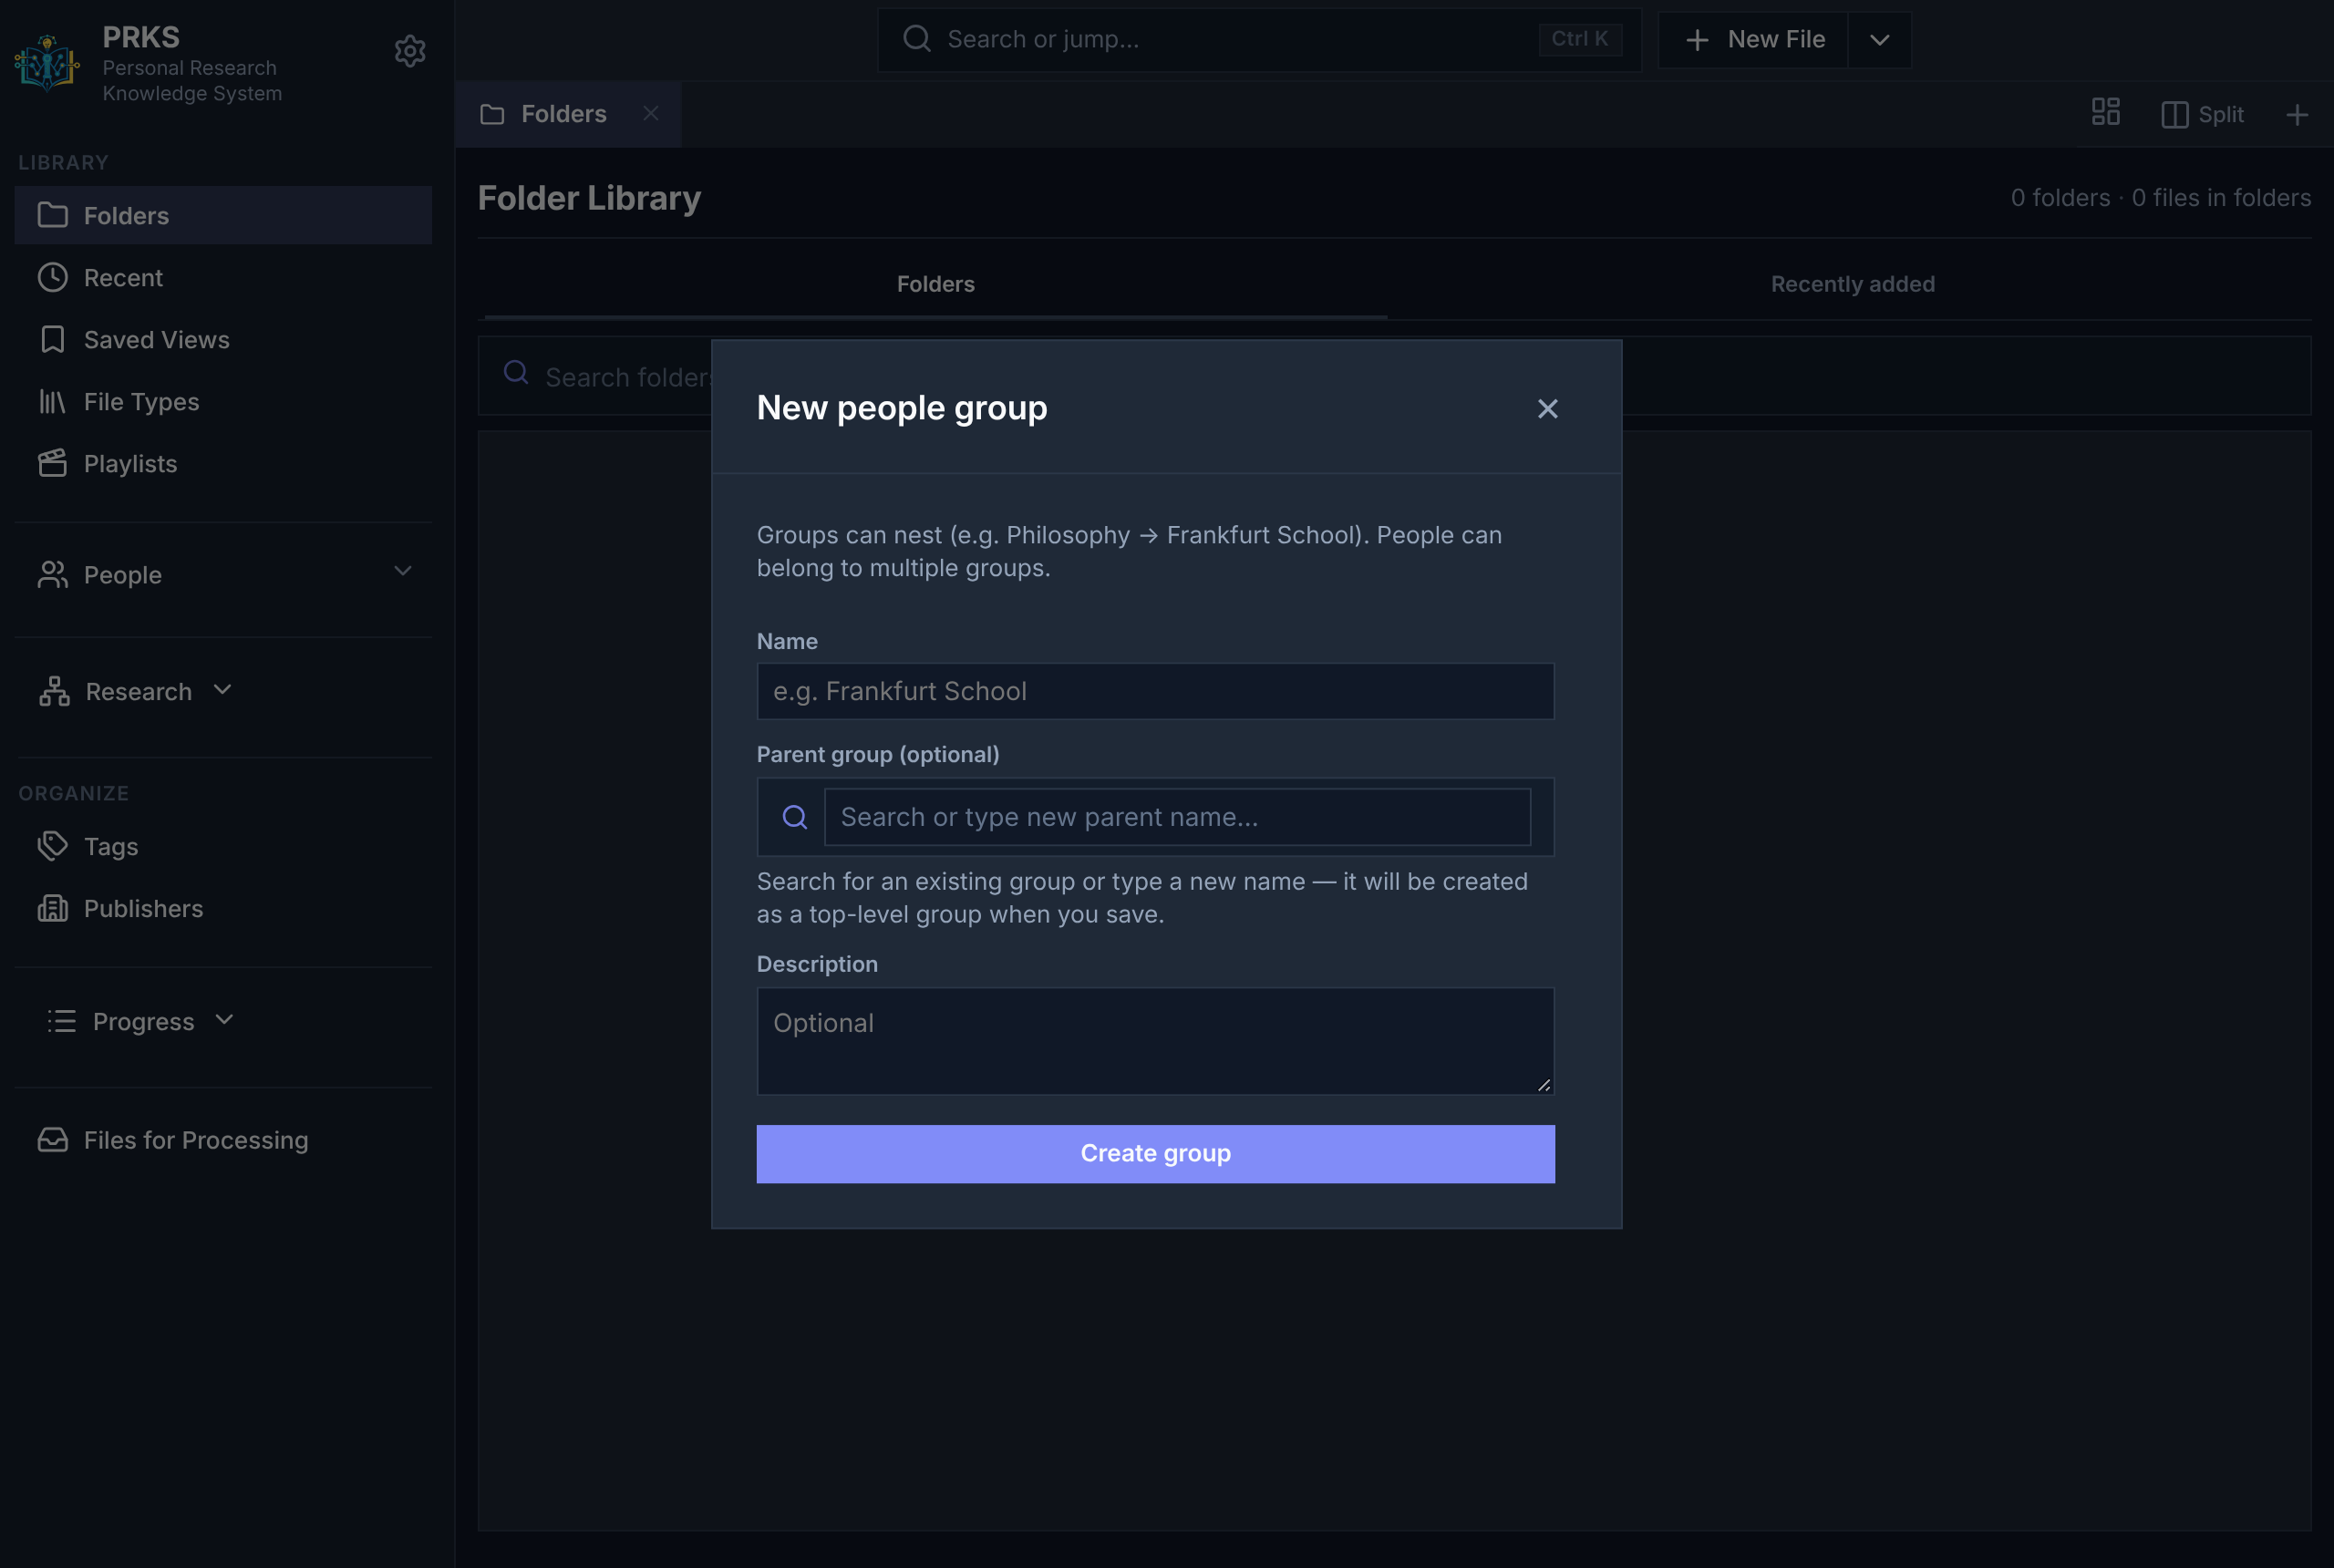 PRKS
Personal Research
Knowledge System
LIBRARY
Folders
Recent
Saved Views
File Types
Playlists
People
Research
ORGANIZE
Tags
Publishers
Progress
Files for Processing
Search or jump...
Ctrl K
New File
Folders
Split
Folder Library
0 folders · 0 files in folders
Folders
Recently added
Search folders
New people group
Groups can nest (e.g. Philosophy → Frankfurt School). People can
belong to multiple groups.
Name
e.g. Frankfurt School
Parent group (optional)
Search or type new parent name...
Search for an existing group or type a new name — it will be created
as a top-level group when you save.
Description
Optional
Create group